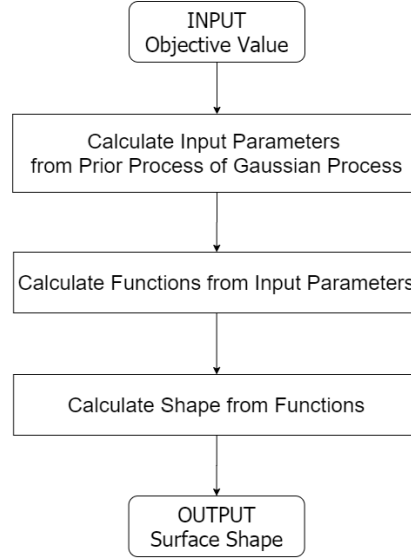 INPUT
Objective Value
Calculate Input Parameters
from Prior Process of Gaussian Process
Calculate Functions from Input Parameters
Calculate Shape from Functions
OUTPUT
Surface Shape